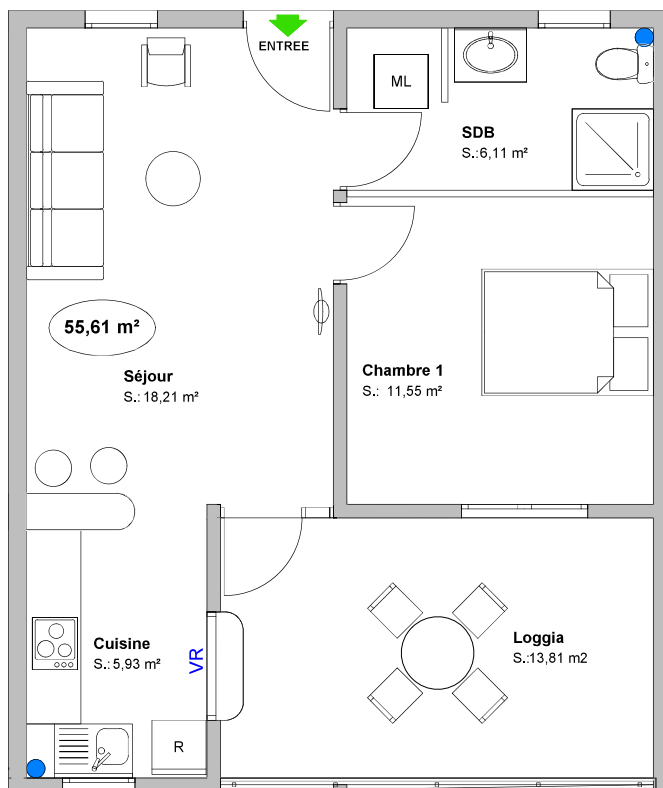 ENTREE
ML
SDB
S.:6,11 m²
55,61 m²
Séjour
S.:18,21 m²
Chambre 1
S.: 11,55 m²
Cuisine
S.:5,93 m²
VR
R
Loggia
S.:13,81 m2